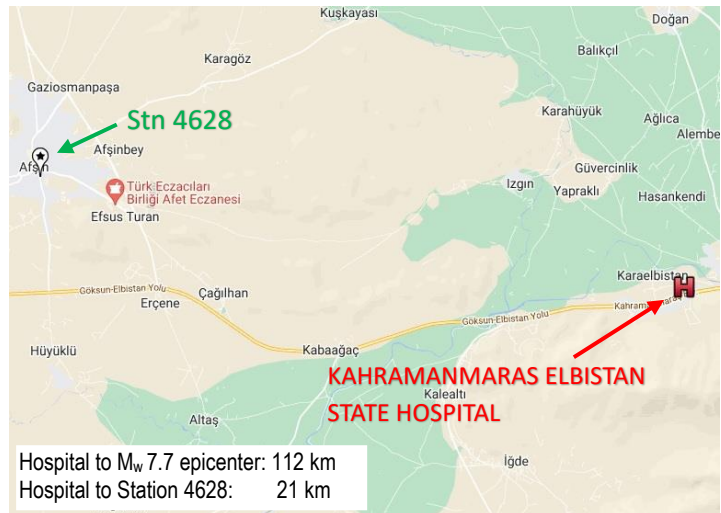 Kuşkayası
Doğan
Karagöz
Balıkçıl
Gaziosmanpaşa
Stn 4628
Karahüyük
Ağlıca
Alembe
Afşinbey
Afşin
Güvercinlik
Türk Eczacıları
Birliği Afet Eczanesi
Izgın
Yapraklı
Hasankendi
Efsus Turan
Karaelbistan
H
Göksun-Elbistan Yolu
Çağılhan
Erçene
Göksun-Elbistan Yolu
Hüyüklü
Kabaağaç
KAHRAMANMARAS ELBISTAN
STATE HOSPITAL
Kalealtı
Altaş
İğde
Hospital to Mw 7.7 epicenter: 112 km
Hospital to Station 4628: 21 km